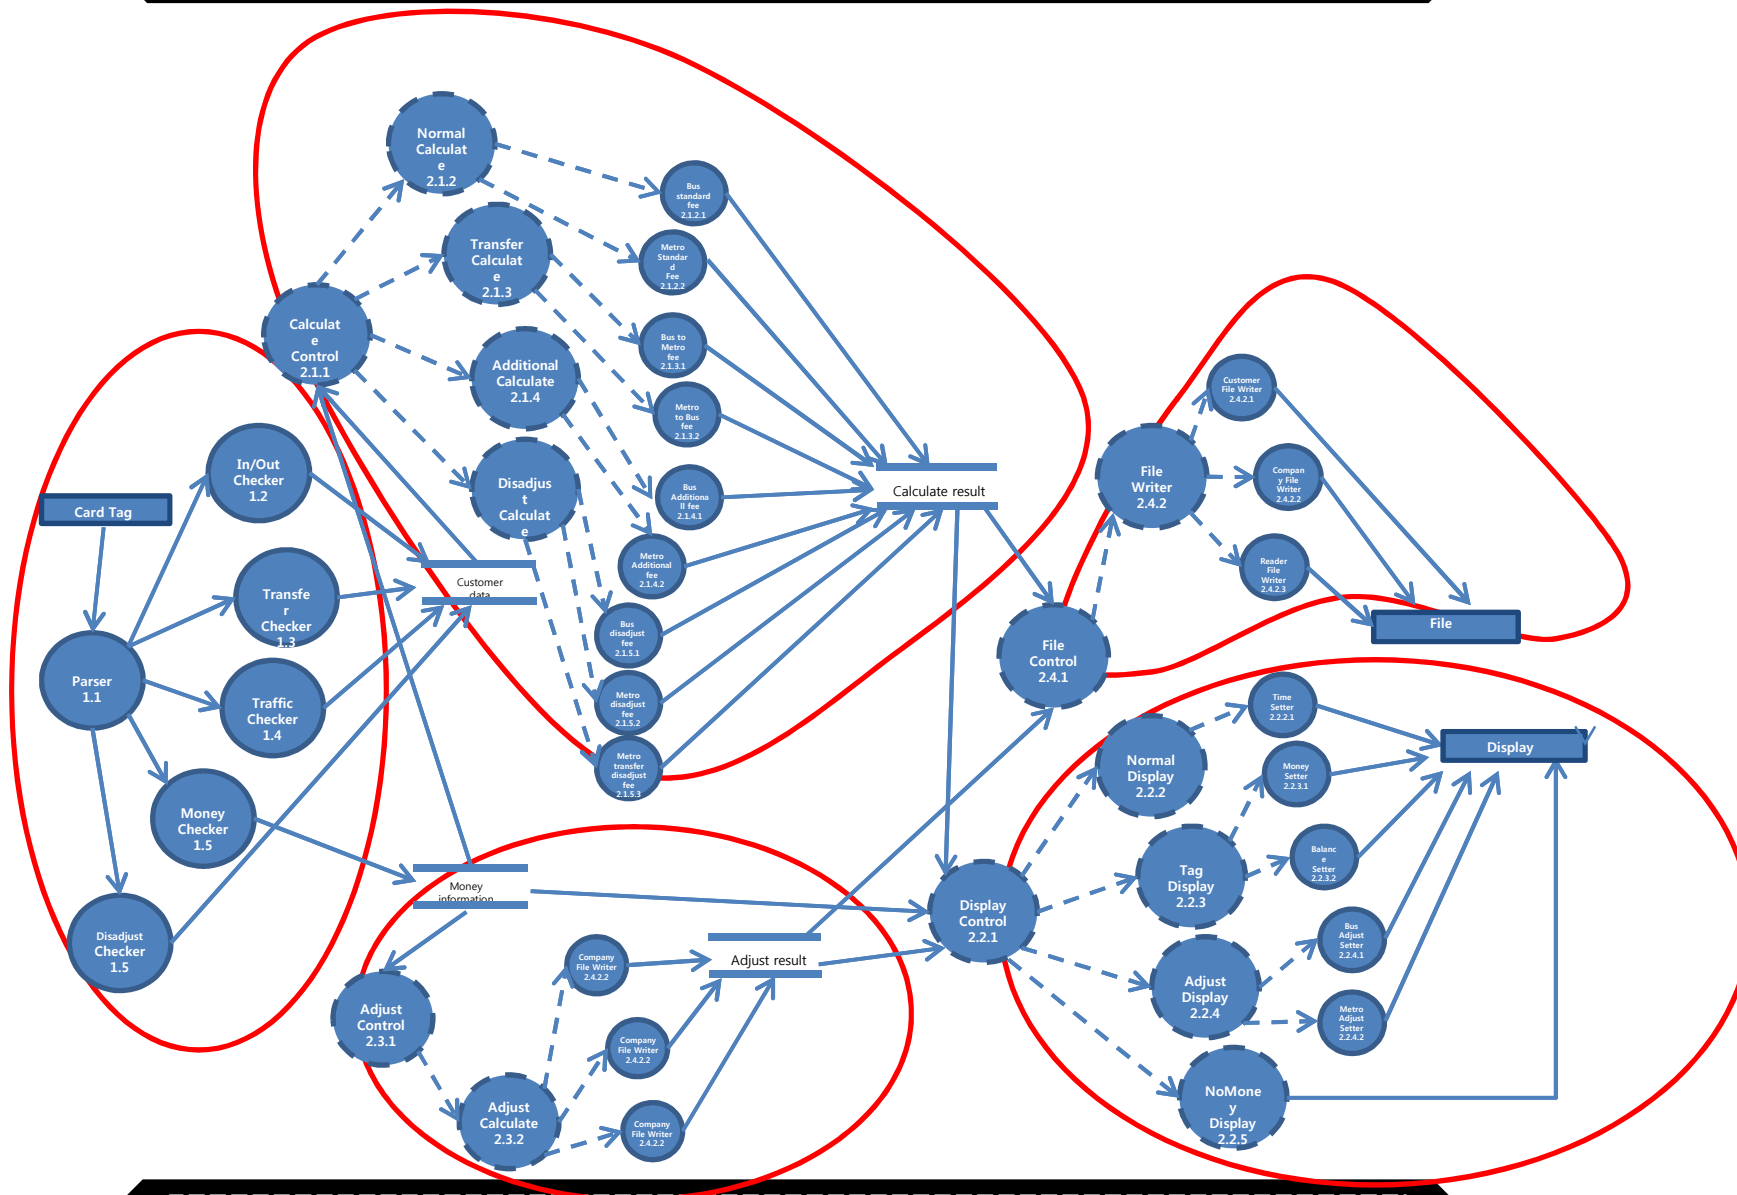 Normal
Calculat
e
2.1.2
Bus
standard
fee
2.1.2.1
Transfer
Calculat
e
2.1.3
Metro
Standar
d
Fee
2.1.2.2
Calculat
e
Control
2.1.1
Bus to
Metro
fee
2.1.3.1
Additional
Calculate
2.1.4
Metro
to Bus
fee
2.1.3.2
Customer
File Writer
2.4.2.1
In/Out
Checker
1.2
Disadjus
t
Calculat
e
Bus
Additiona
ll fee
2.1.4.1
Calculate result
File
Writer
2.4.2
Compan
y File
Writer
2.4.2.2
Card Tag
Metro
Additional
fee
2.1.4.2
Reader
File
Writer
2.4.2.3
Customer
data
Transfe
r
Checker
1.3
Bus
disadjust
fee
2.1.5.1
File
Control
2.4.1
File
Parser
1.1
Traffic
Checker
1.4
Metro
disadjust
fee
2.1.5.2
Time
Setter
2.2.2.1
Normal
Display
2.2.2
Display
Metro
transfer
disadjust
fee
2.1.5.3
Money
Setter
2.2.3.1
Money
Checker
1.5
Balanc
e
Setter
2.2.3.2
Money
information
Tag
Display
2.2.3
Display
Control
2.2.1
Disadjust
Checker
1.5
Company
File Writer
2.4.2.2
Adjust result
Bus
Adjust
Setter
2.2.4.1
Adjust
Display
2.2.4
Adjust
Control
2.3.1
Metro
Adjust
Setter
2.2.4.2
Company
File Writer
2.4.2.2
Adjust
Calculate
2.3.2
Company
File Writer
2.4.2.2
NoMone
y
Display
2.2.5